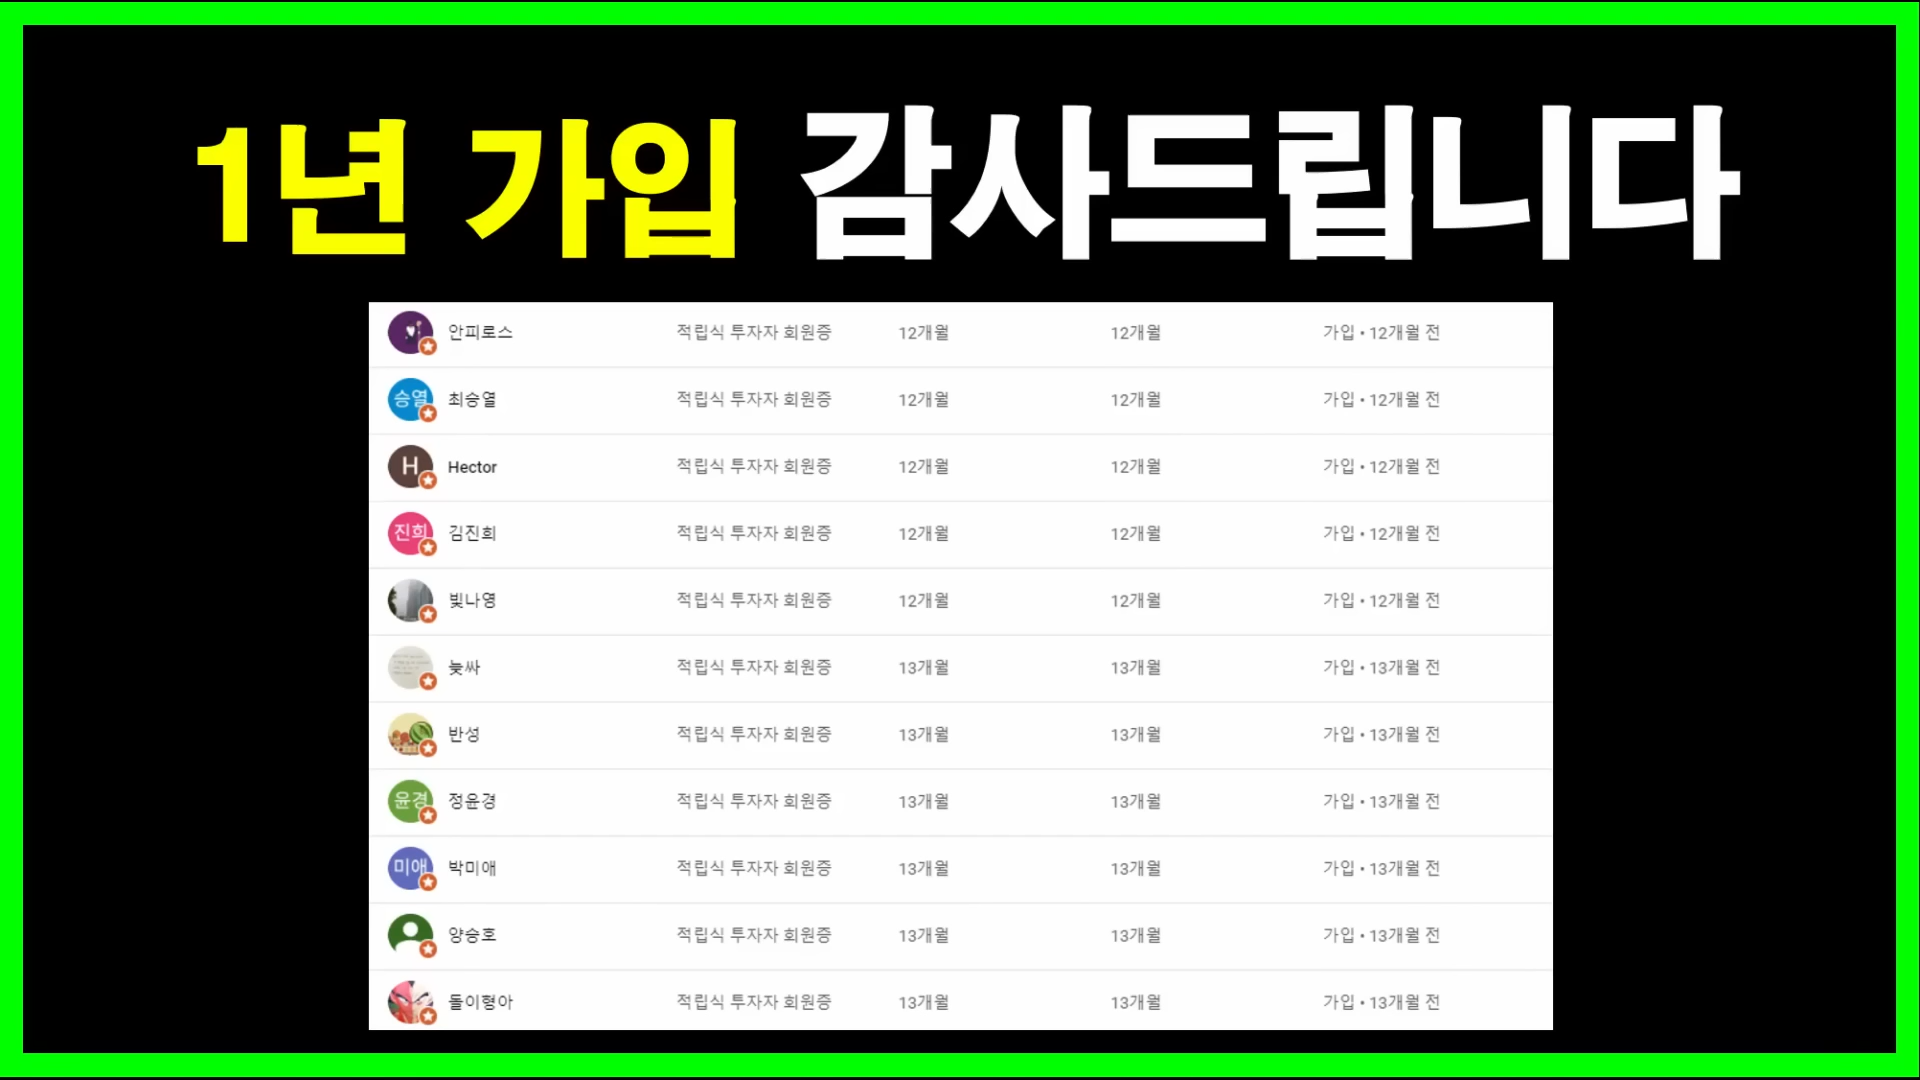 1년 가입 감사드립니다
안피로스 적립식 투자자 회원증 12개월 12개월 가입 • 12개월 전
승열 최승열 적립식 투자자 회원증 12개월 12개월 가입 • 12개월 전
H Hector 적립식 투자자 회원증 12개월 12개월 가입 • 12개월 전
진희 김진희 적립식 투자자 회원증 12개월 12개월 가입 • 12개월 전
빛나영 적립식 투자자 회원증 12개월 12개월 가입 • 12개월 전
늦싸 적립식 투자자 회원증 13개월 13개월 가입 • 13개월 전
반성 적립식 투자자 회원증 13개월 13개월 가입 • 13개월 전
윤경 정윤경 적립식 투자자 회원증 13개월 13개월 가입 • 13개월 전
미애 박미애 적립식 투자자 회원증 13개월 13개월 가입 • 13개월 전
양승호 적립식 투자자 회원증 13개월 13개월 가입 • 13개월 전
돌이형아 적립식 투자자 회원증 13개월 13개월 가입 • 13개월 전